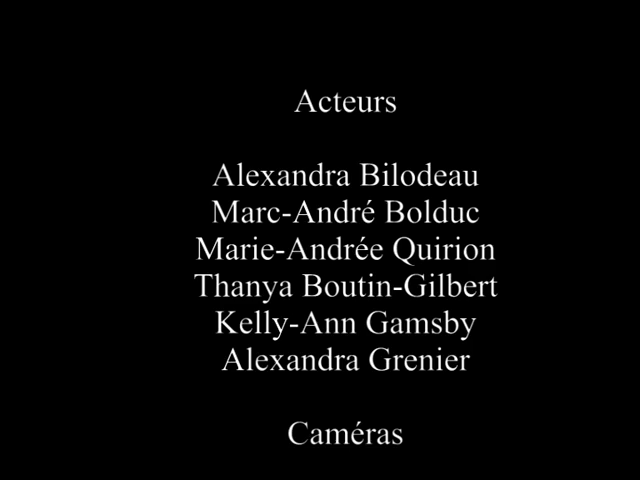 Acteurs
Alexandra Bilodeau
Marc-André Bolduc
Marie-Andrée Quirion
Thanya Boutin-Gilbert
Kelly-Ann Gamsby
Alexandra Grenier
Caméras